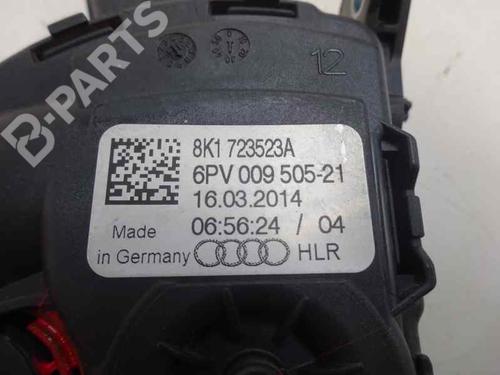 B-PARTS
12
8K1 723523A
6PV 009 505-21
16.03.2014
06:56:24 / 04
Made
in Germany
HLR